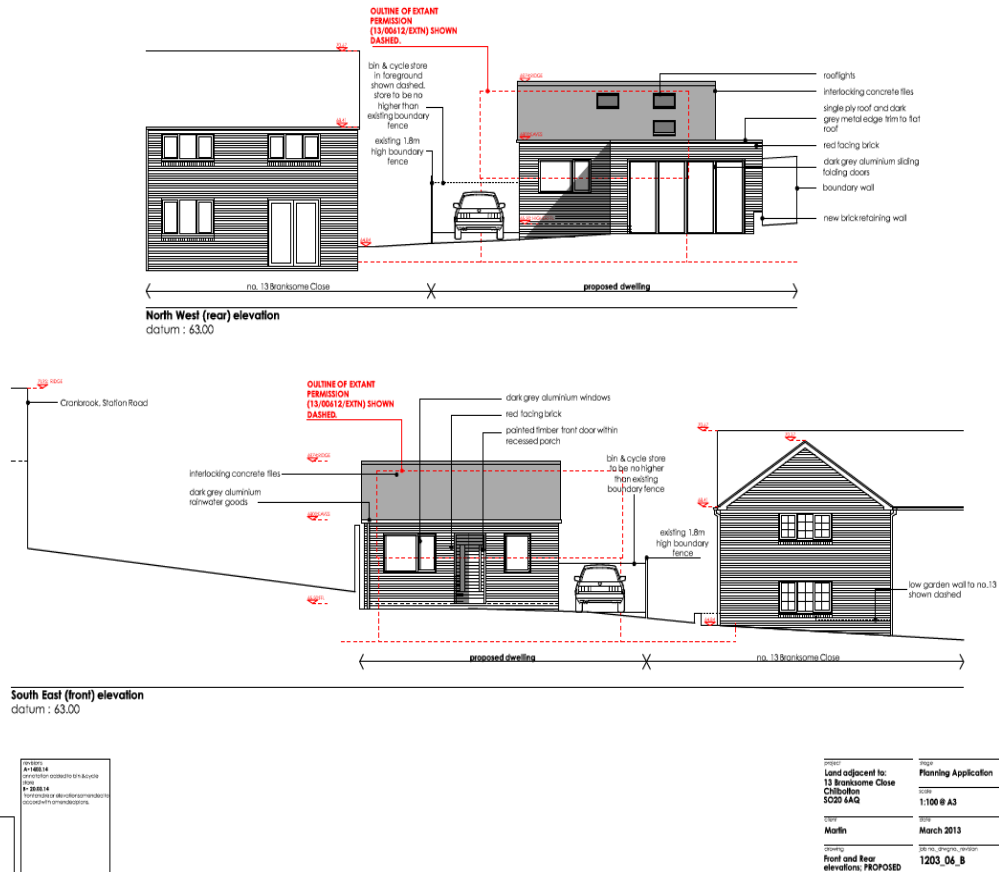 OULTINE OF EXTANT
PERMISSION
(13/00612/EXTN) SHOWN
DASHED.
bin & cycle store
in foreground
shown dashed,
store to be no
higher than
existing boundary
fence
existing 1.8m
high boundary
fence
rooflights
interlocking concrete tiles
single ply roof and dark
grey metal edge trim to flat
roof
red facing brick
dark grey aluminium sliding
folding doors
boundary wall
new brick retaining wall
no. 13 Branksome Close
proposed dwelling
North West (rear) elevation
datum : 63.00
Cranbrook, Station Road
OULTINE OF EXTANT
PERMISSION
(13/00612/EXTN) SHOWN
DASHED.
dark grey aluminium windows
red facing brick
painted timber front door within
recessed porch
interlocking concrete tiles
dark grey aluminium
rainwater goods
bin & cycle store
to be no higher
than existing
boundary fence
existing 1.8m
high boundary
fence
low garden wall to no.13
shown dashed
proposed dwelling
no. 13 Branksome Close
South East (front) elevation
datum : 63.00
revisions
project
Land adjacent to:
13 Branksome Close
Chilbolton
SO20 6AQ
client
Martin
drawing
Front and Rear
elevations; PROPOSED
stage
Planning Application
scale
1:100 @ A3
date
March 2013
job no._drwg no._revision
1203_06_B